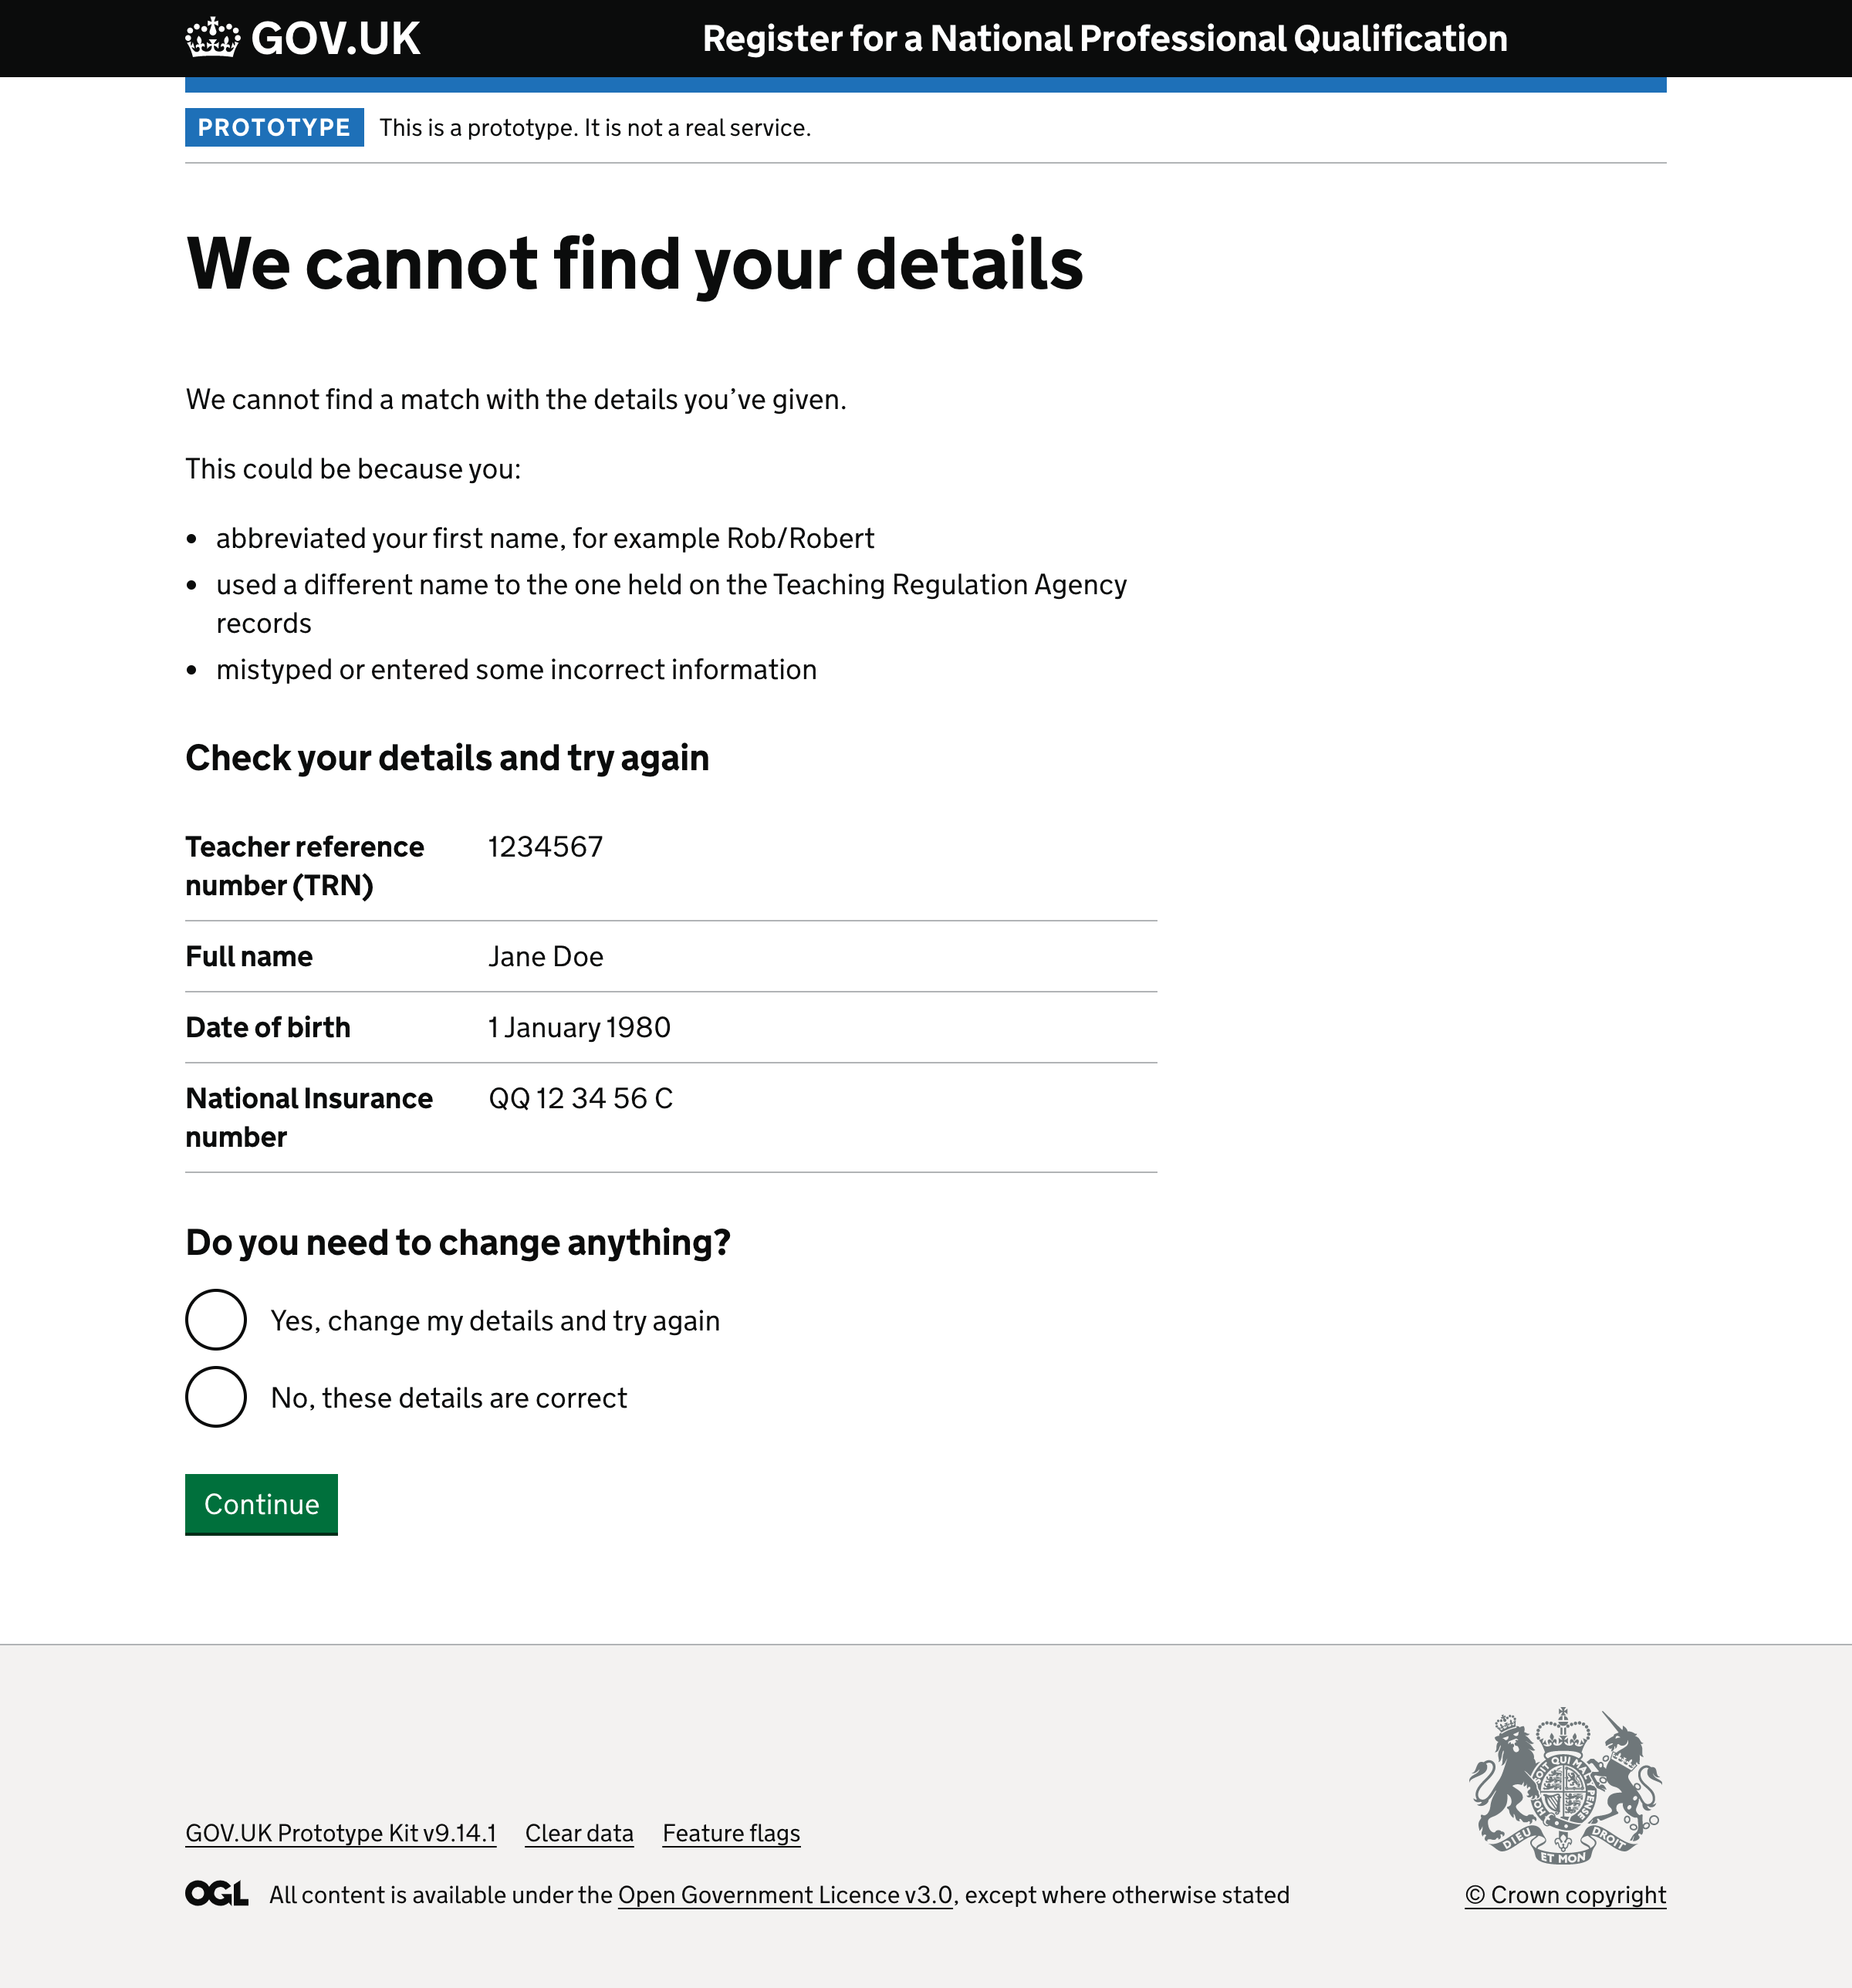 GOV.UK
Register for a National Professional Qualification
PROTOTYPE This is a prototype. It is not a real service.
We cannot find your details
We cannot find a match with the details you’ve given.
This could be because you:
• abbreviated your first name, for example Rob/Robert
• used a different name to the one held on the Teaching Regulation Agency
records
• mistyped or entered some incorrect information
Check your details and try again
Teacher reference 1234567
number (TRN)
Full name Jane Doe
Date of birth 1 January 1980
National Insurance QQ 12 34 56 C
number
Do you need to change anything?
Yes, change my details and try again
No, these details are correct
Continue
GOV.UK Prototype Kit v9.14.1 Clear data Feature flags
DIEU ET MON DROIT
OGL All content is available under the Open Government Licence v3.0, except where otherwise stated
© Crown copyright